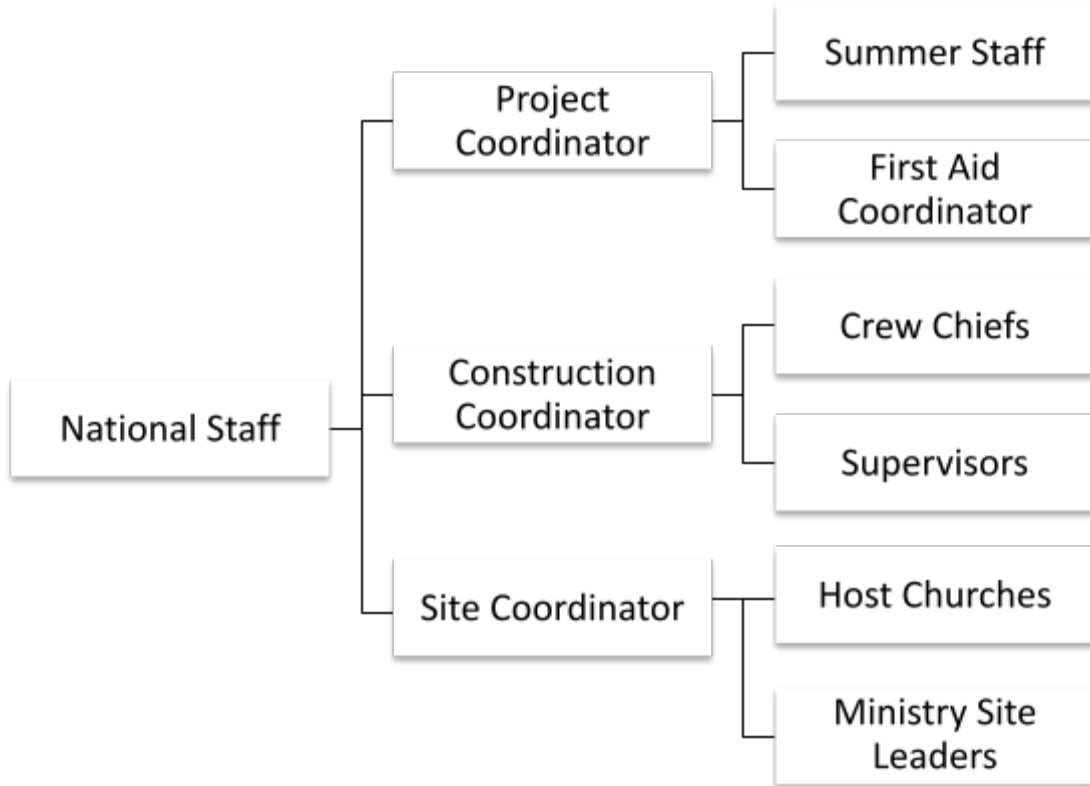 National Staff
Project
Coordinator
Summer Staff
First Aid
Coordinator
Construction
Coordinator
Crew Chiefs
Supervisors
Site Coordinator
Host Churches
Ministry Site
Leaders